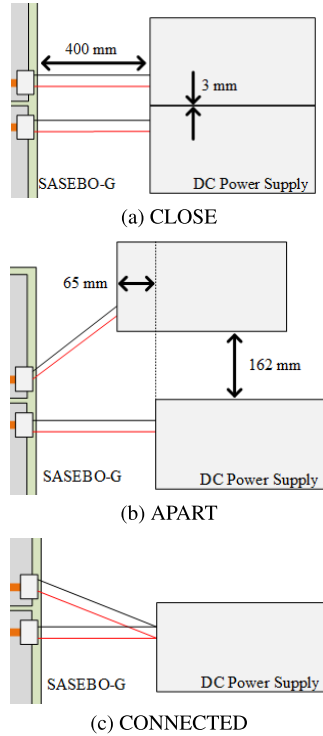 400 mm
3 mm
SASEBO-G
DC Power Supply
(a) CLOSE
65 mm
162 mm
SASEBO-G
DC Power Supply
(b) APART
SASEBO-G
DC Power Supply
(c) CONNECTED